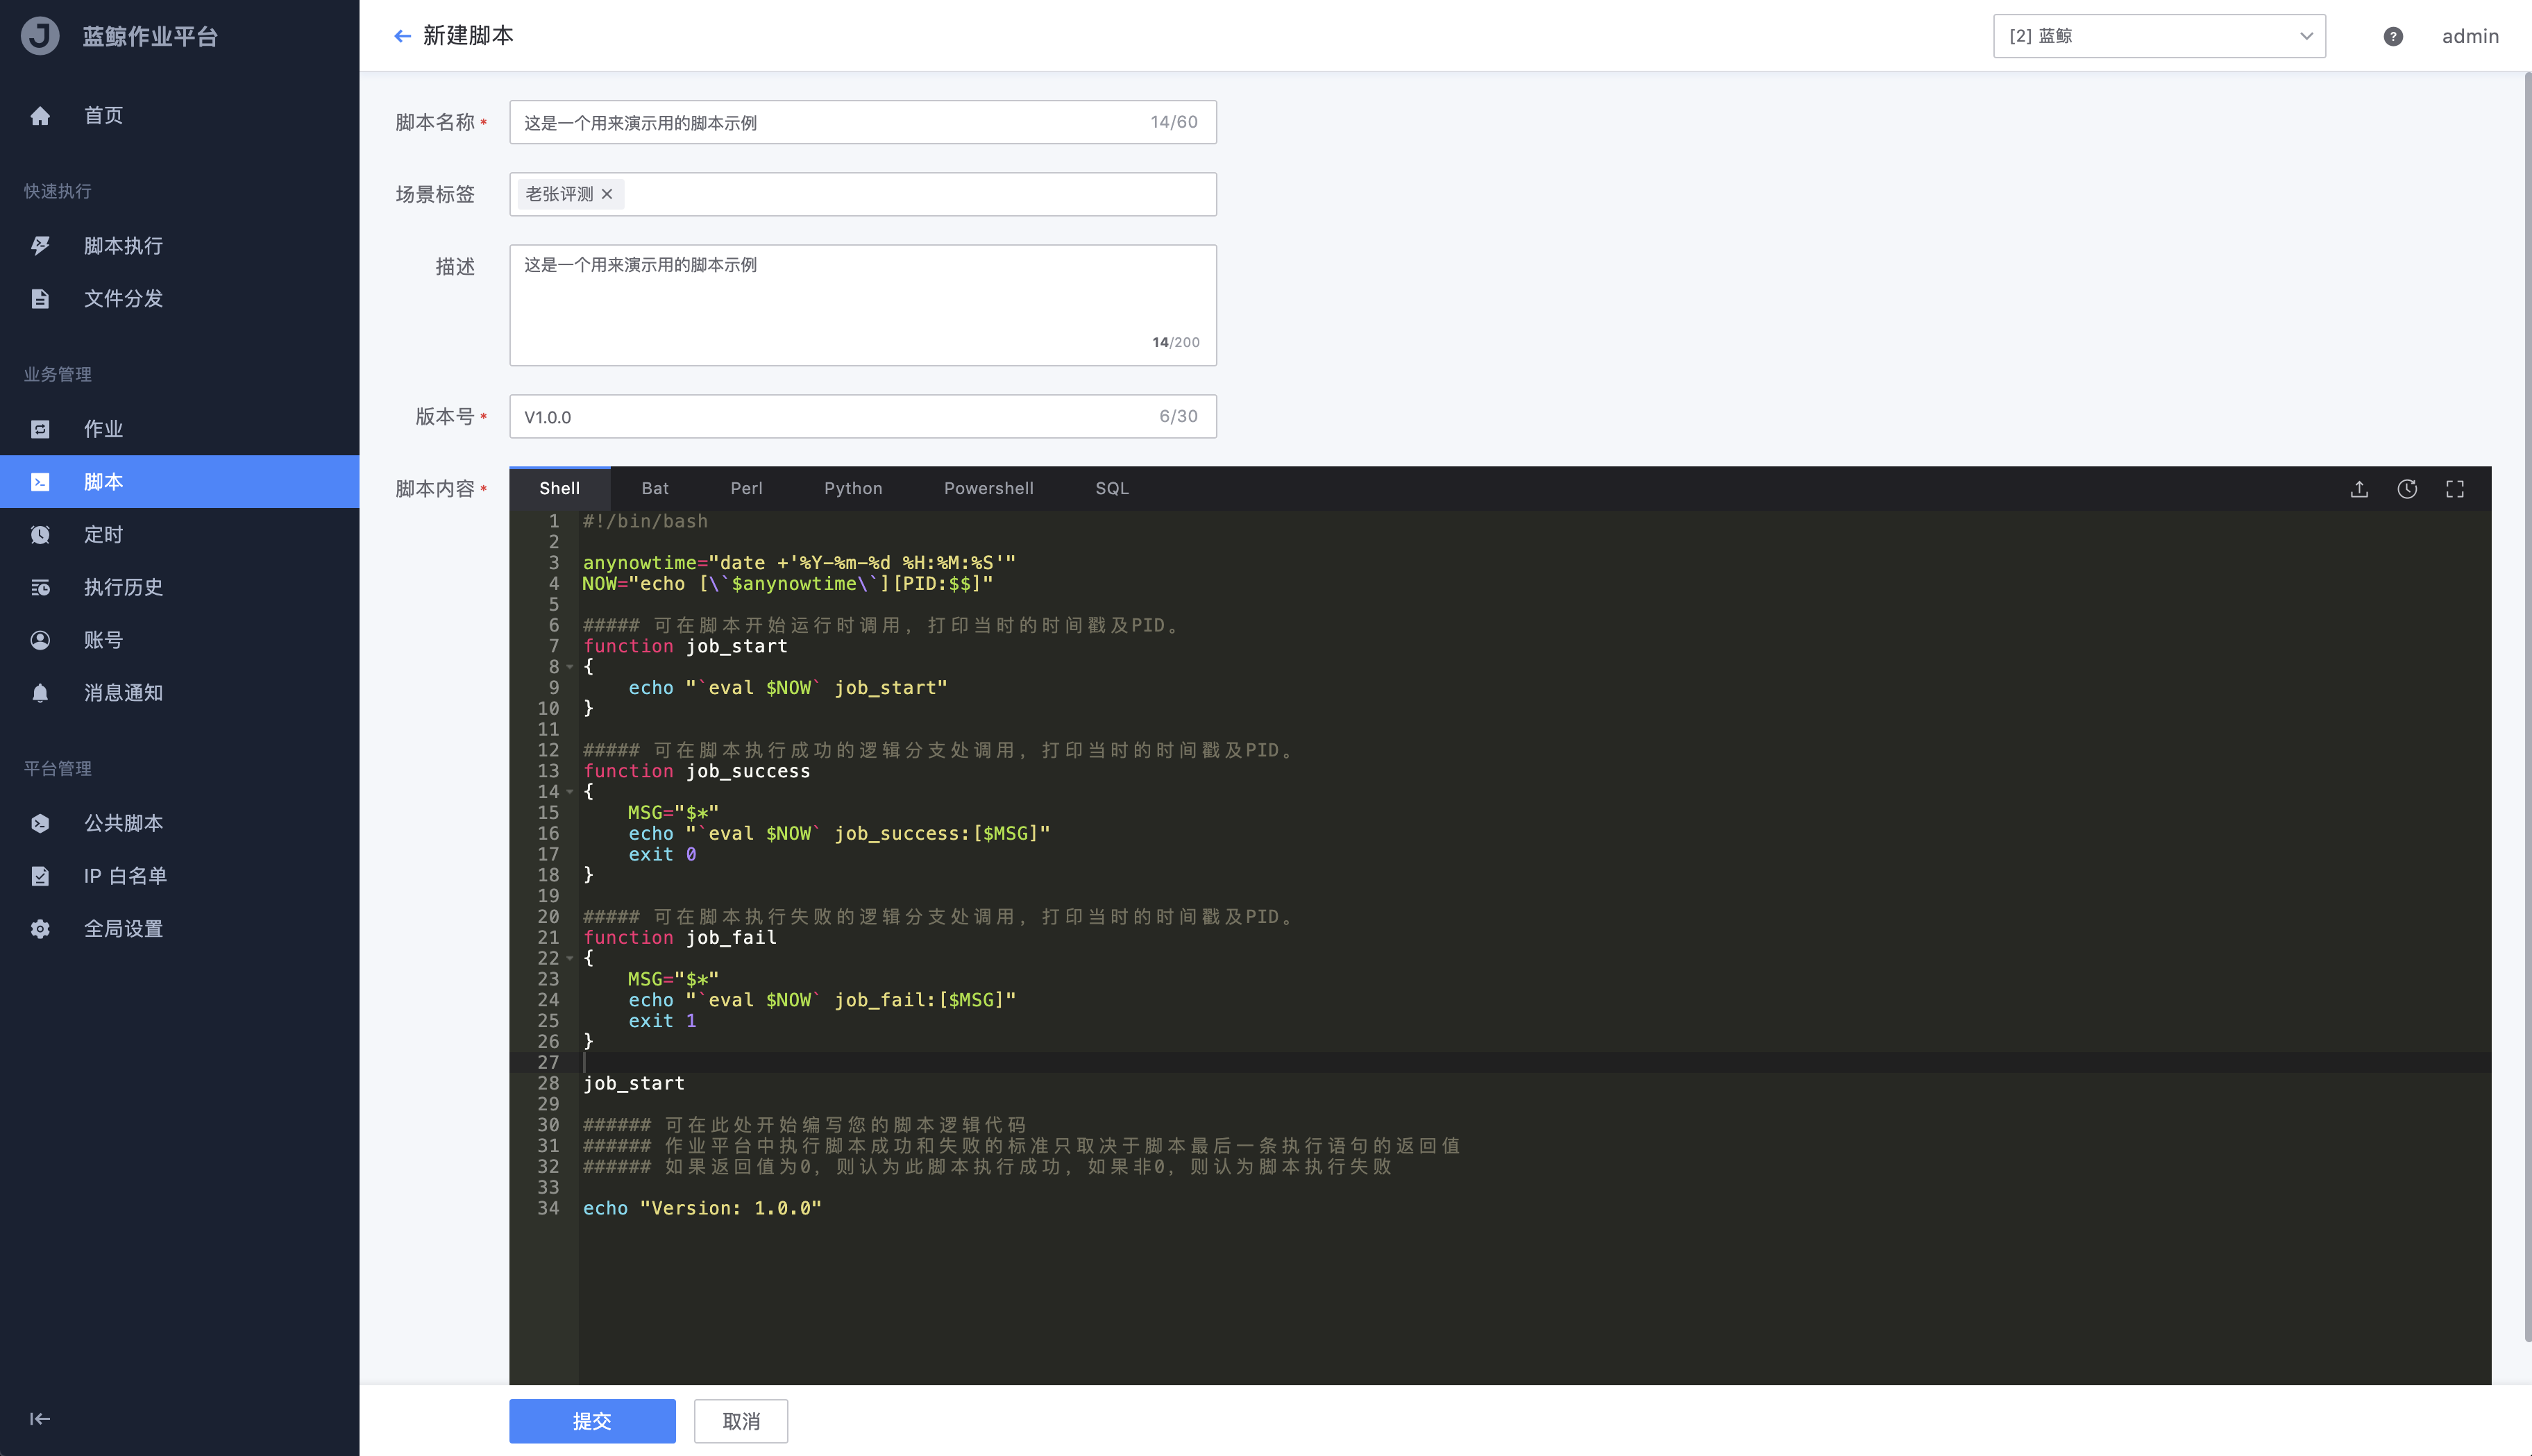 蓝鲸作业平台
首页
快速执行
脚本执行
文件分发
业务管理
作业
脚本
定时
执行历史
账号
消息通知
平台管理
公共脚本
IP 白名单
全局设置
新建脚本
[2] 蓝鲸
admin
脚本名称 *
这是一个用来演示用的脚本示例
14/60
场景标签
老张评测
描述
这是一个用来演示用的脚本示例
14/200
版本号 *
V1.0.0
6/30
脚本内容 *
Shell Bat Perl Python Powershell SQL
1 #!/bin/bash
2
3 anynowtime="date +'%Y-%m-%d %H:%M:%S'"
4 NOW="echo [\`$anynowtime\`][PID:$$]"
5
6 ##### 可在脚本开始运行时调用，打印当时的时间戳及PID。
7 function job_start
8 {
9     echo "`eval $NOW` job_start"
10 }
11
12 ##### 可在脚本执行成功的逻辑分支处调用，打印当时的时间戳及PID。
13 function job_success
14 {
15     MSG="$*"
16     echo "`eval $NOW` job_success:[$MSG]"
17     exit 0
18 }
19
20 ##### 可在脚本执行失败的逻辑分支处调用，打印当时的时间戳及PID。
21 function job_fail
22 {
23     MSG="$*"
24     echo "`eval $NOW` job_fail:[$MSG]"
25     exit 1
26 }
27
28 job_start
29
30 ###### 可在此处开始编写您的脚本逻辑代码
31 ###### 作业平台中执行脚本成功和失败的标准只取决于脚本最后一条执行语句的返回值
32 ###### 如果返回值为0，则认为此脚本执行成功，如果非0，则认为脚本执行失败
33
34 echo "Version: 1.0.0"
提交
取消